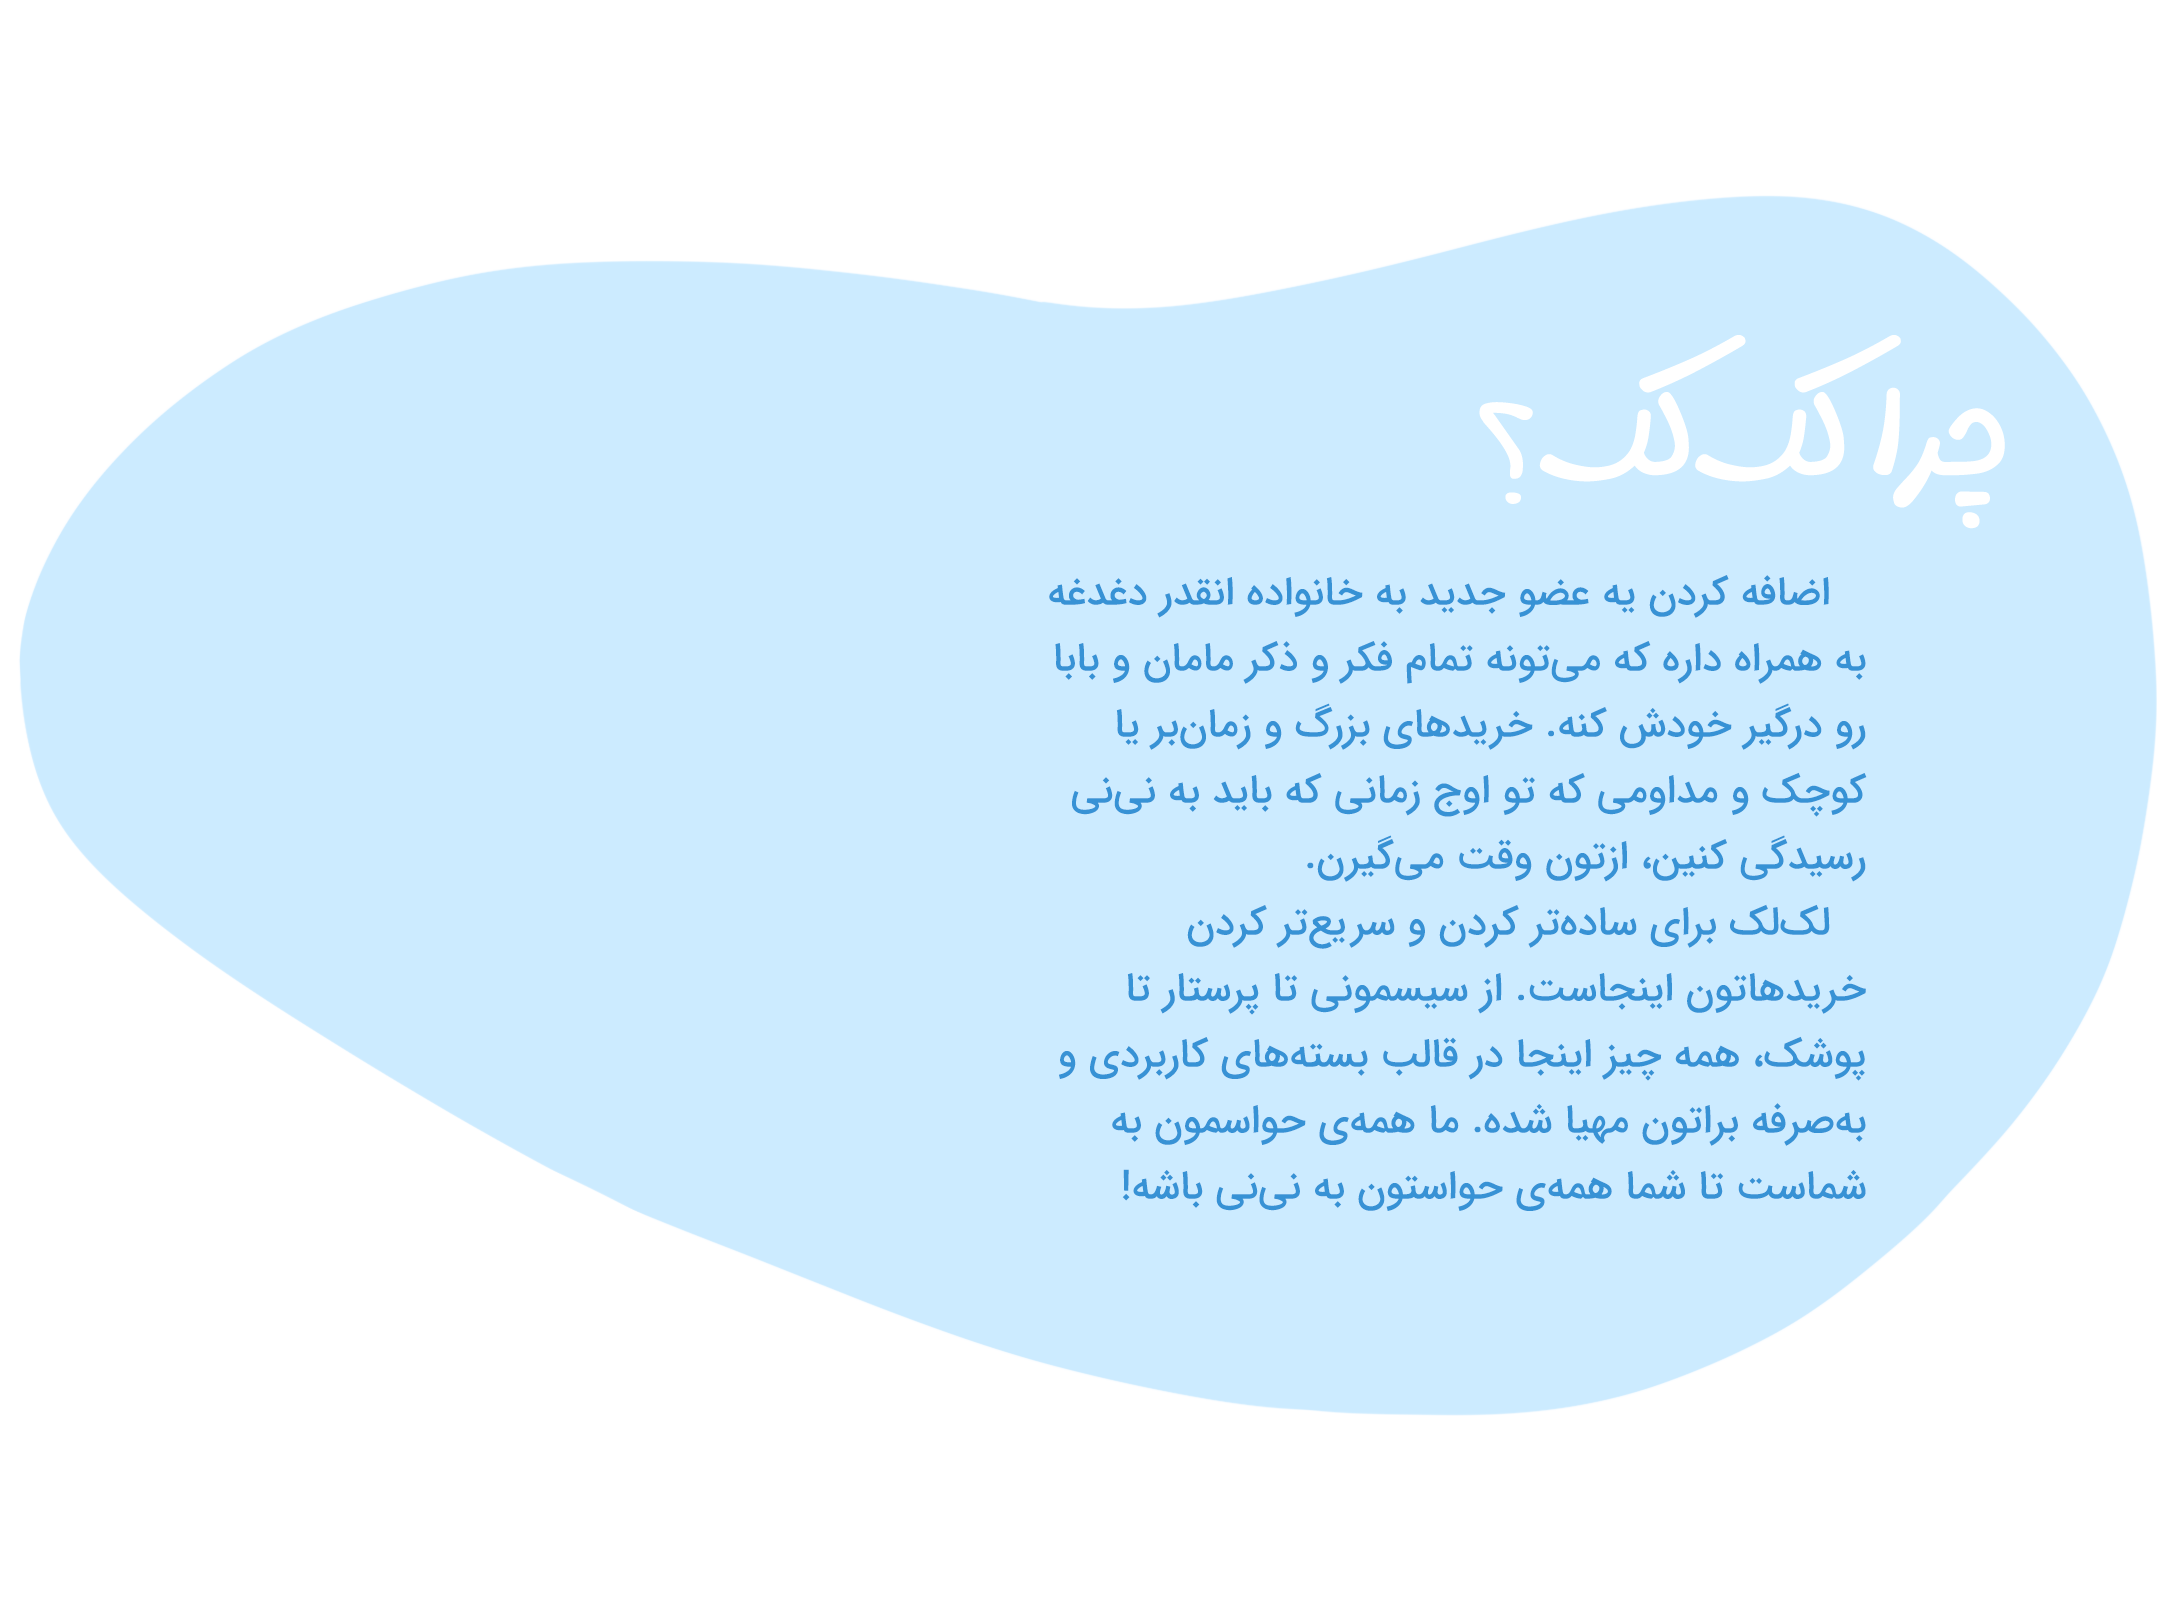 چرا لک‌لک؟
اضافه کردن یه عضو جدید به خانواده انقدر دغدغه
به همراه داره که می‌تونه تمام فکر و ذکر مامان و بابا
رو درگیر خودش کنه. خریدهای بزرگ و زمان‌بر یا
کوچک و مداومی که تو اوج زمانی که باید به نی‌نی
رسیدگی کنین، ازتون وقت می‌گیرن.
لک‌لک برای ساده‌تر کردن و سریع‌تر کردن
خریدهاتون اینجاست. از سیسمونی تا پرستار تا
پوشک، همه چیز اینجا در قالب بسته‌های کاربردی و
به‌صرفه براتون مهیا شده. ما همه‌ی حواسمون به
شماست تا شما همه‌ی حواستون به نی‌نی باشه!